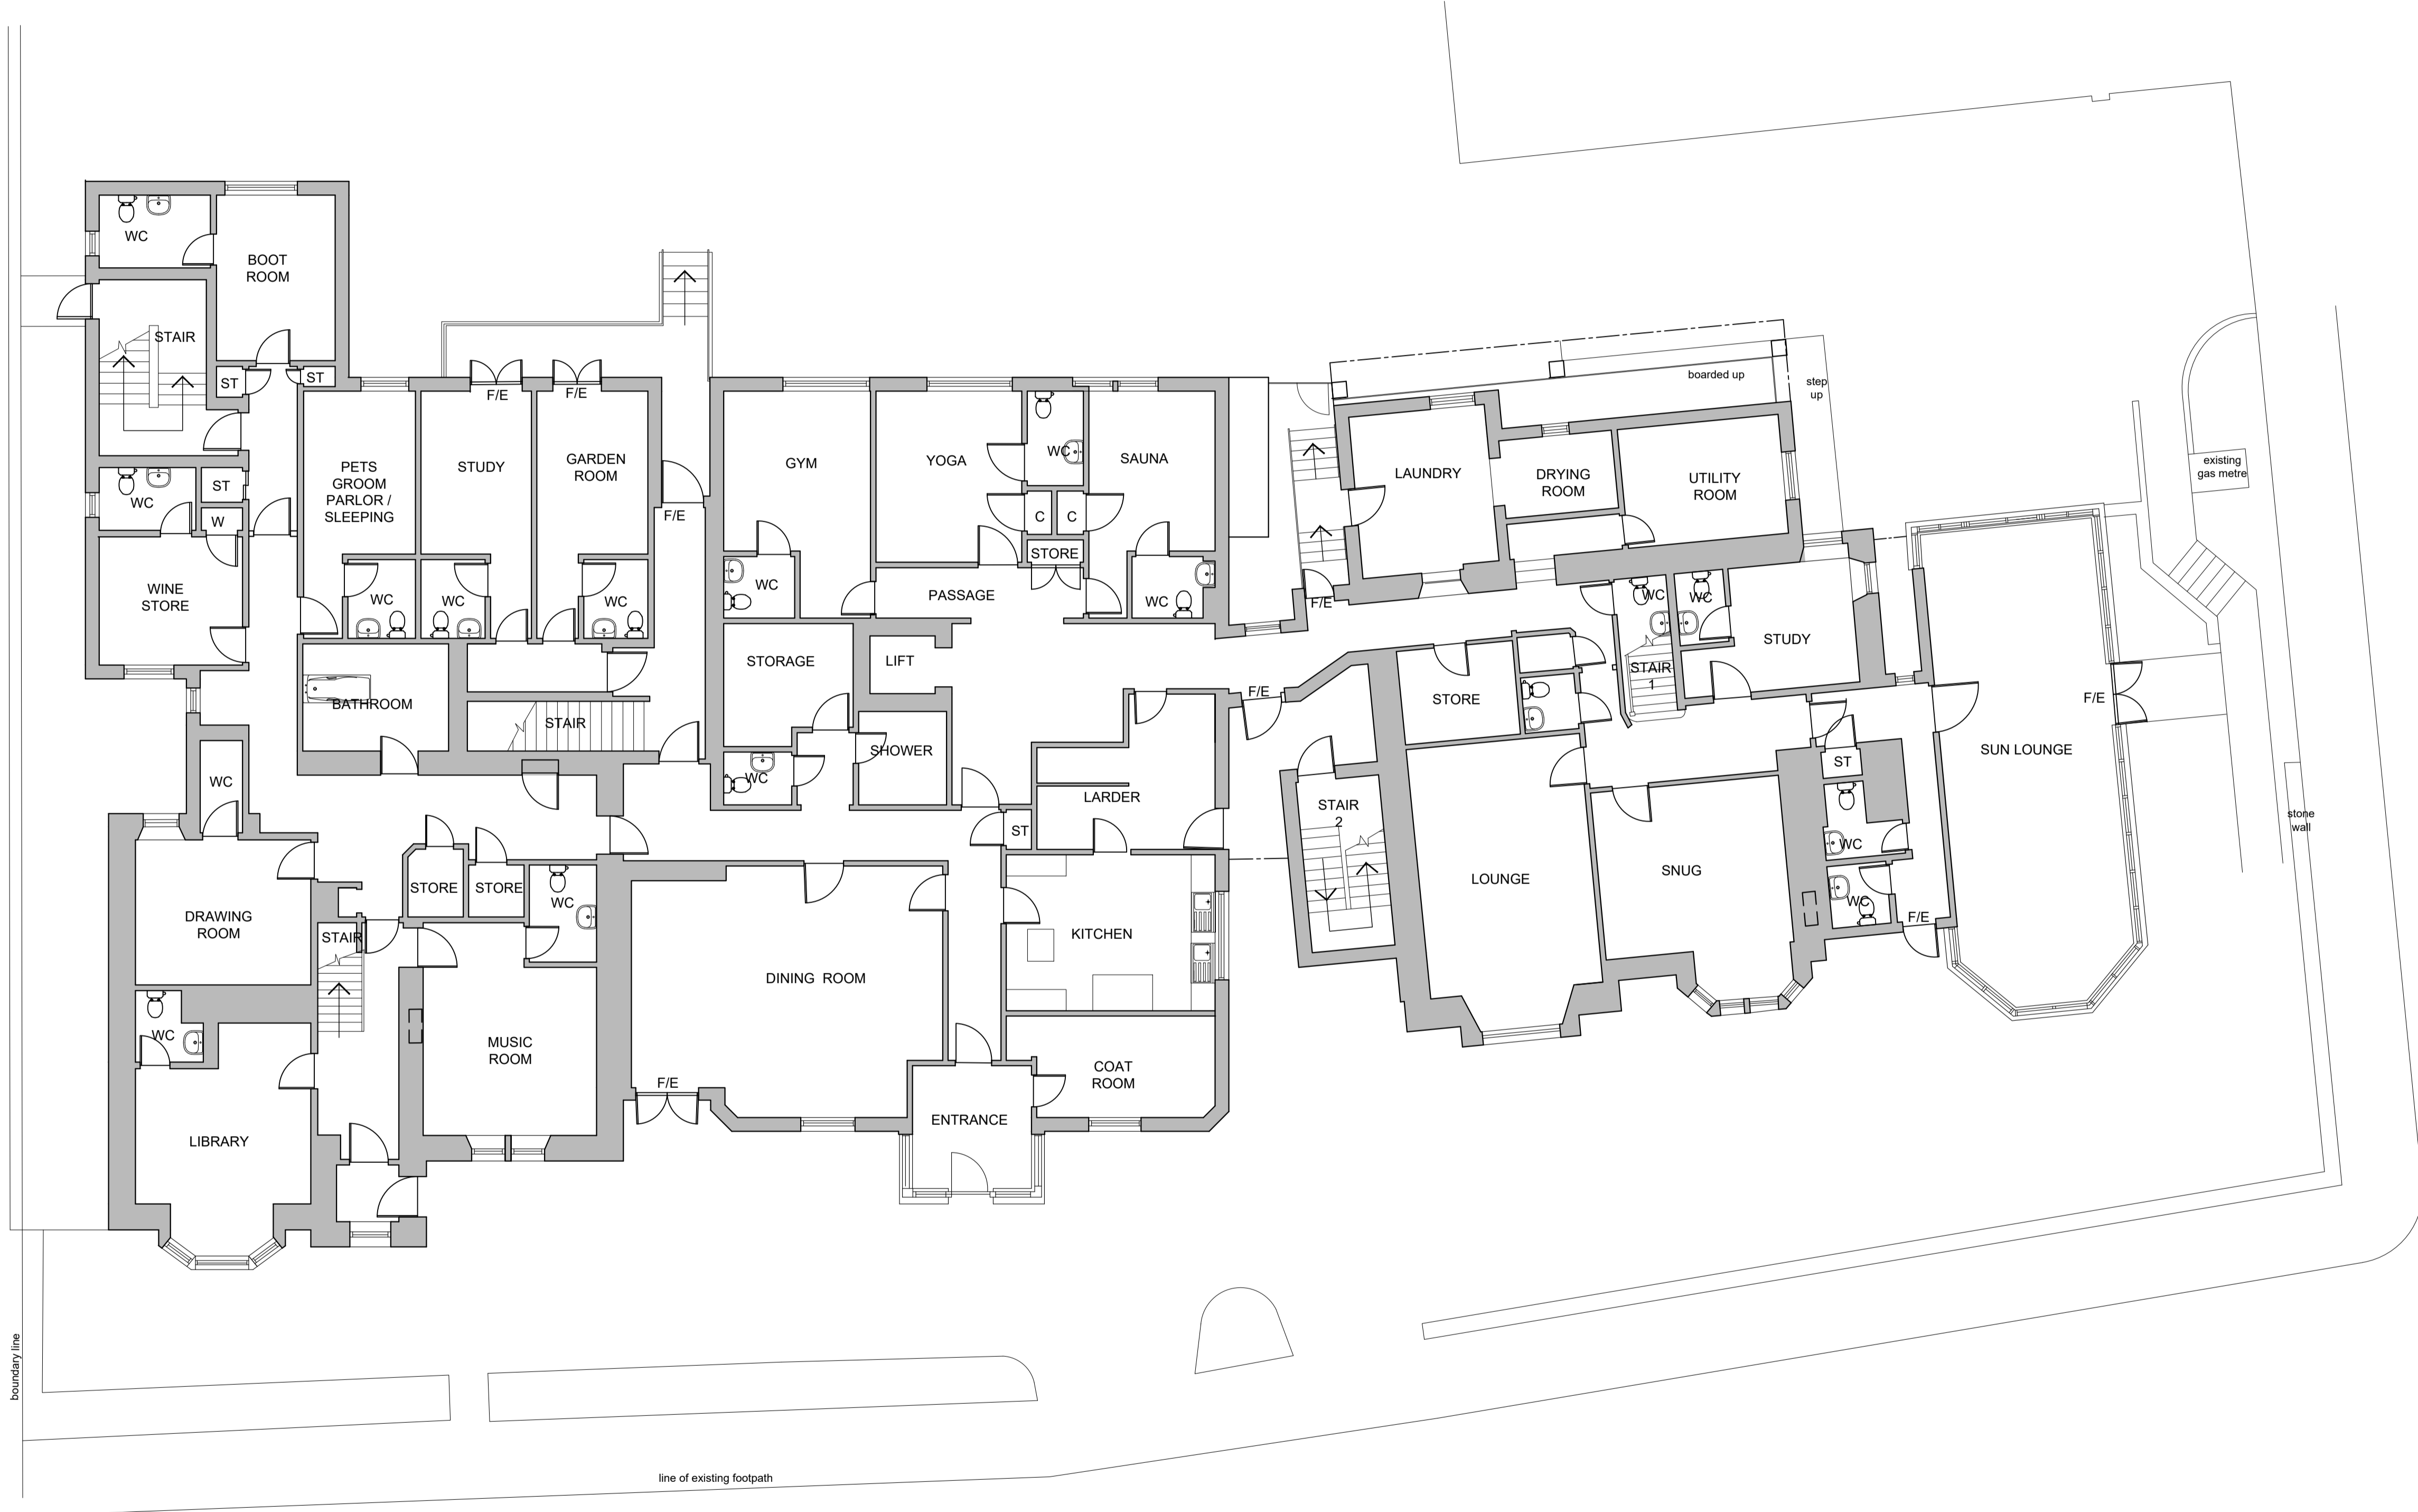 WC
BOOT
ROOM
STAIR
ST
ST
F/E
F/E
boarded up
step
up
PETS
GROOM
PARLOR /
SLEEPING
STUDY
GARDEN
ROOM
GYM
YOGA
WC
SAUNA
LAUNDRY
DRYING
ROOM
UTILITY
ROOM
existing
gas metre
ST
WC
W
F/E
C
C
STORE
WINE
STORE
WC
WC
WC
WC
PASSAGE
WC
F/E
WC
WC
STUDY
STORAGE
LIFT
STAIR
1
BATHROOM
STAIR
F/E
STORE
F/E
SHOWER
SUN LOUNGE
WC
WC
ST
LARDER
STAIR
2
stone
wall
ST
WC
STORE
STORE
WC
LOUNGE
SNUG
WC
DRAWING
ROOM
STAIR
KITCHEN
F/E
DINING ROOM
WC
MUSIC
ROOM
COAT
ROOM
F/E
ENTRANCE
LIBRARY
boundary line
line of existing footpath